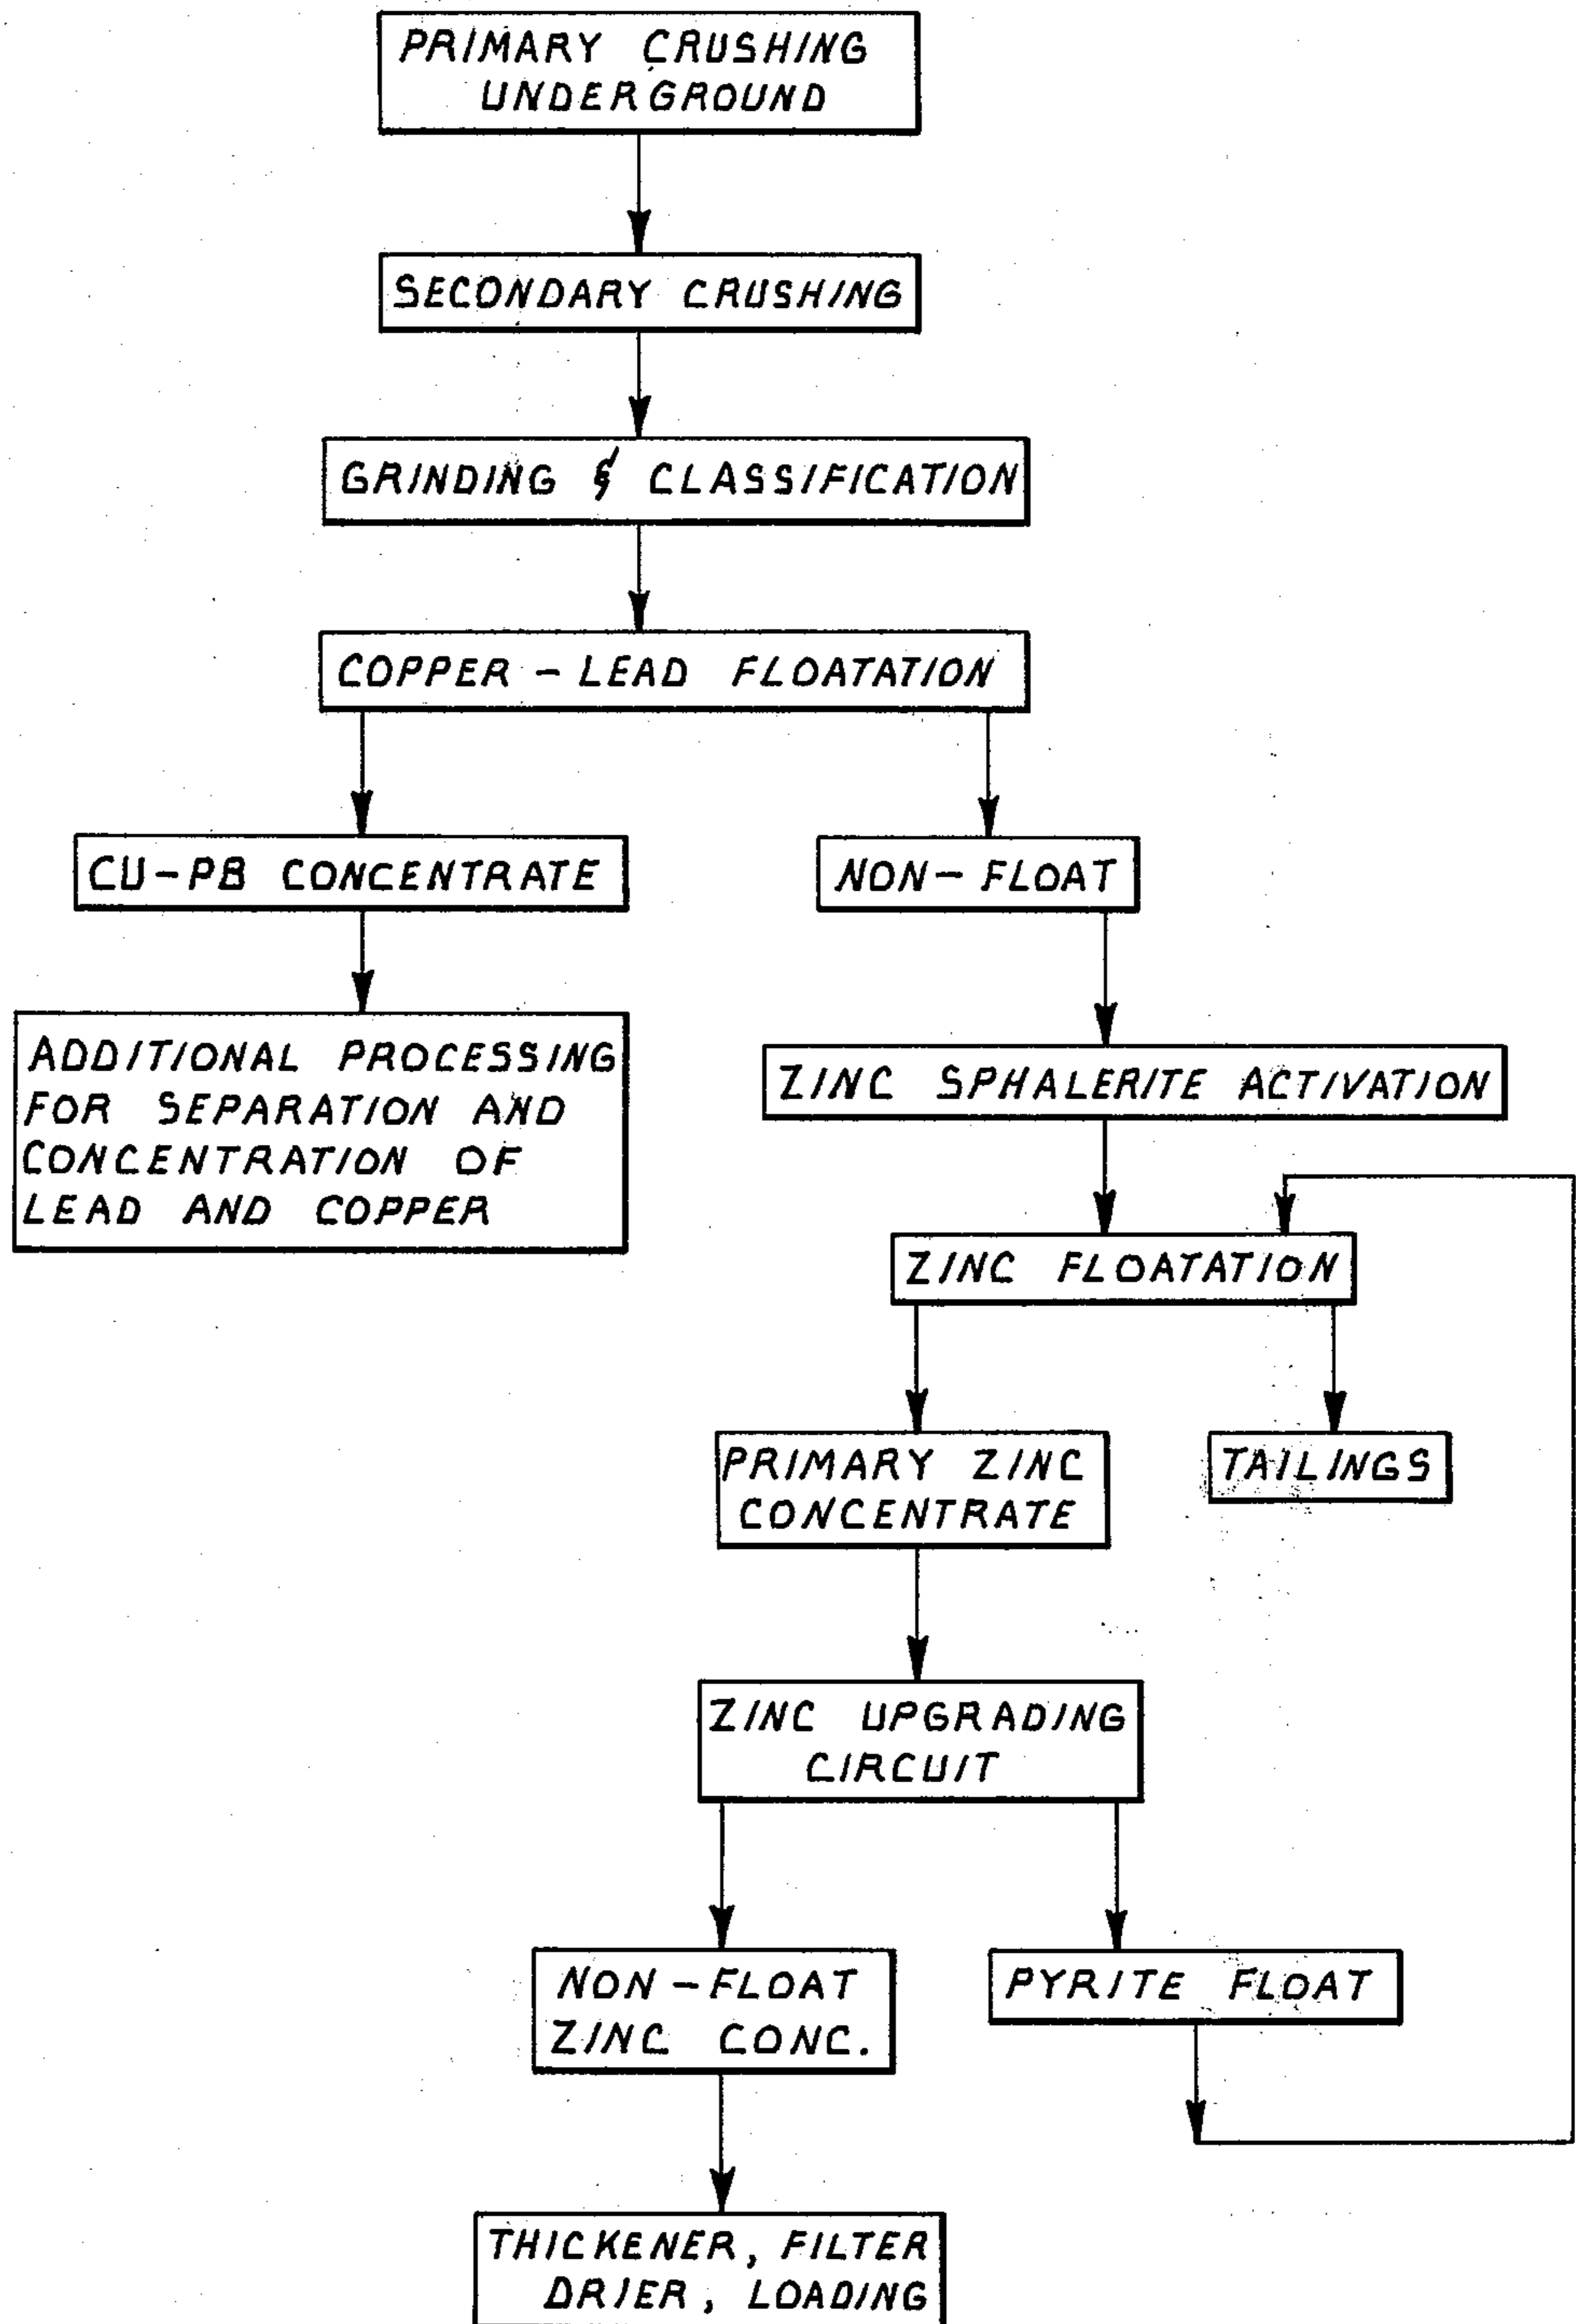 PRIMARY CRUSHING
UNDERGROUND
SECONDARY CRUSHING
GRINDING & CLASSIFICATION
COPPER - LEAD FLOATATION
CU-PB CONCENTRATE
NON-FLOAT
ADDITIONAL PROCESSING
FOR SEPARATION AND
CONCENTRATION OF
LEAD AND COPPER
ZINC SPHALERITE ACTIVATION
ZINC FLOATATION
PRIMARY ZINC
CONCENTRATE
TAILINGS
ZINC UPGRADING
CIRCUIT
NON-FLOAT
ZINC CONC.
PYRITE FLOAT
THICKENER, FILTER
DRIER, LOADING